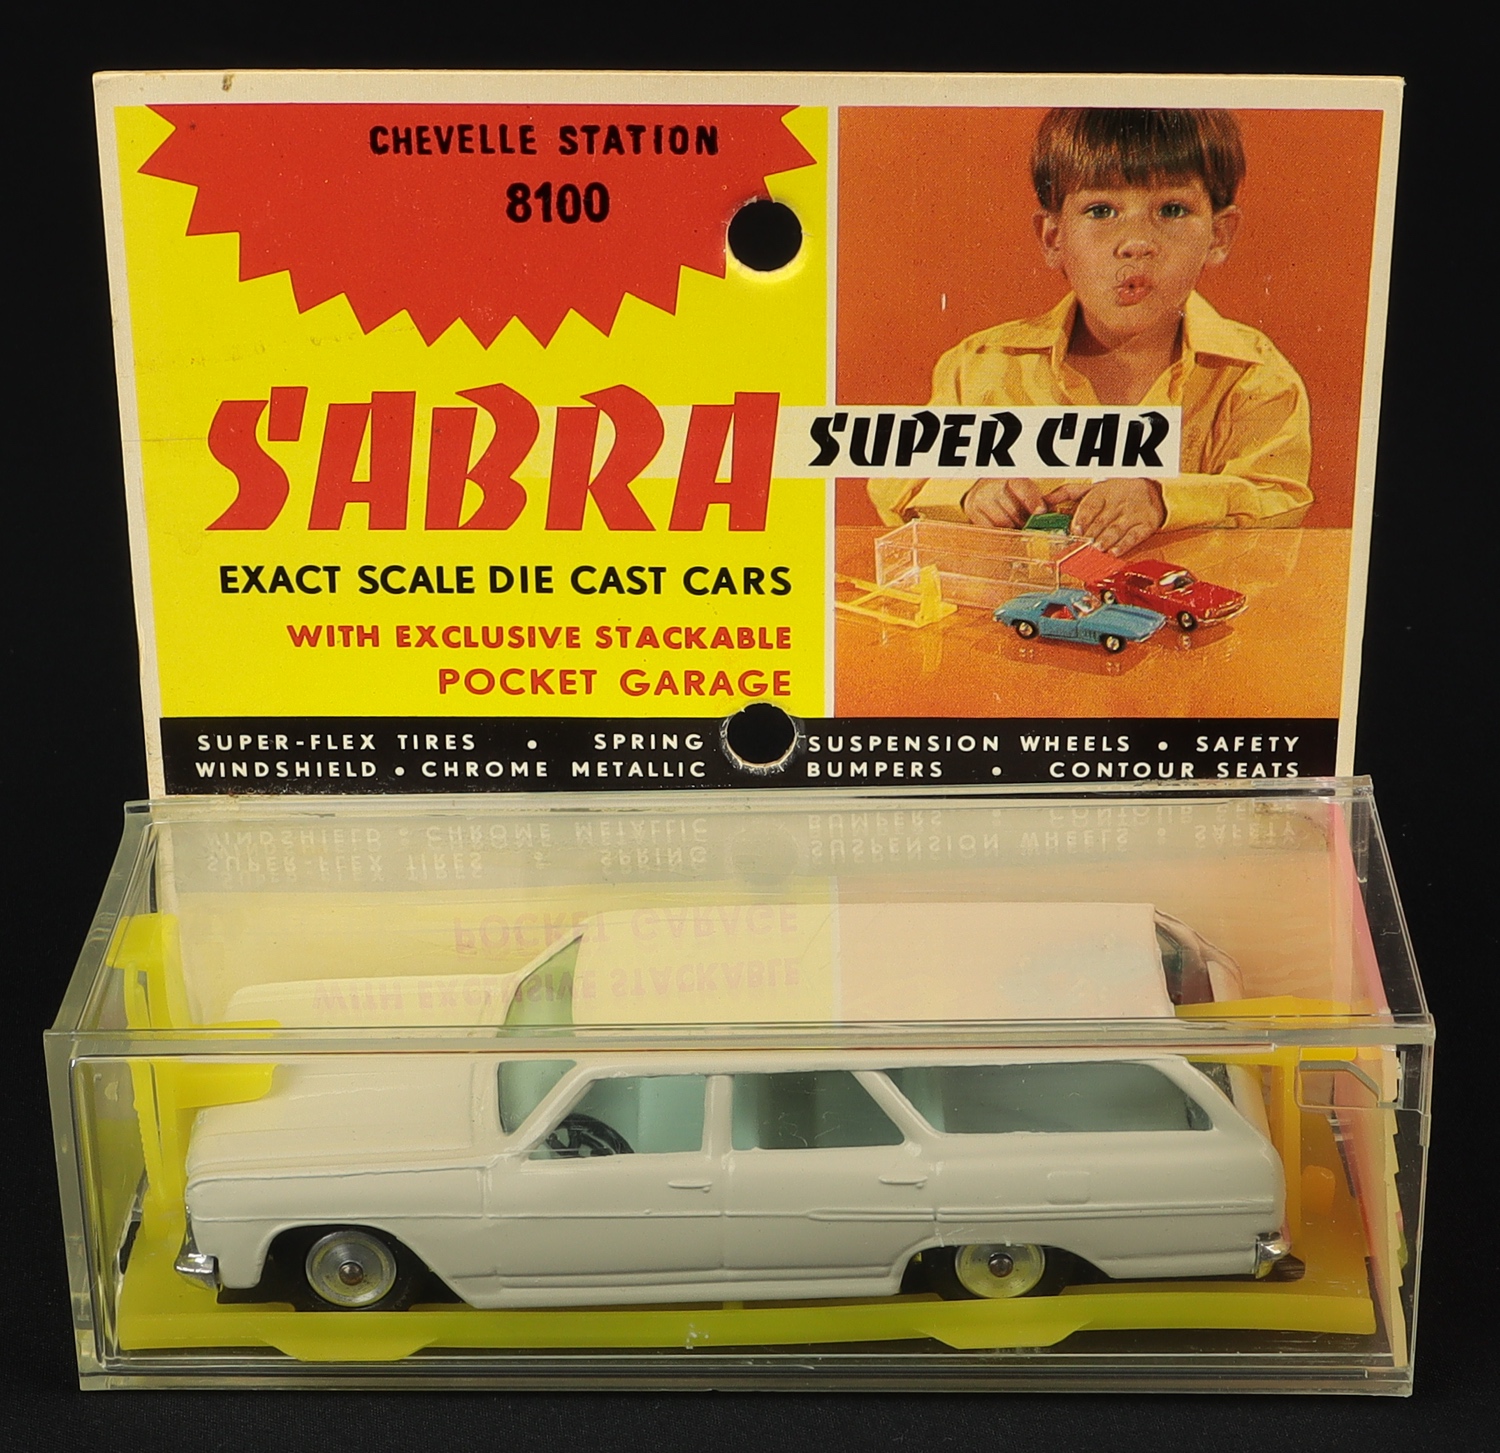 CHEVELLE STATION
8100
SABRA SUPER CAR
EXACT SCALE DIE CAST CARS
WITH EXCLUSIVE STACKABLE
POCKET GARAGE
SUPER-FLEX TIRES • SPRING SUSPENSION WHEELS • SAFETY
WINDSHIELD • CHROME METALLIC BUMPERS • CONTOUR SEATS